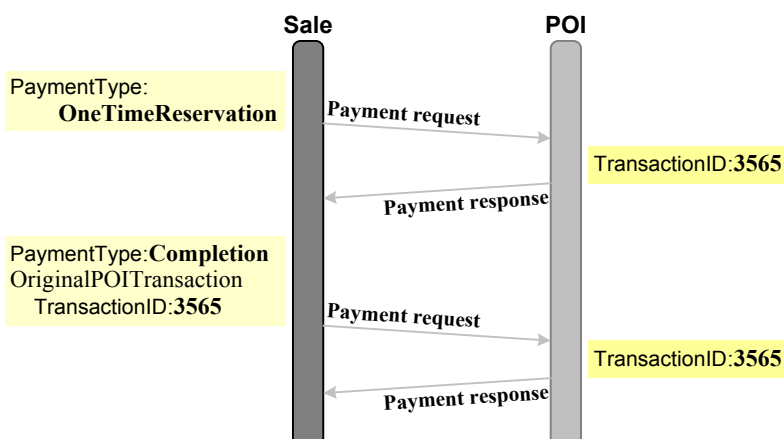 Sale
POI
PaymentType:
OneTimeReservation
Payment request
TransactionID:3565
Payment response
PaymentType:Completion
OriginalPOITransaction
TransactionID:3565
Payment request
TransactionID:3565
Payment response